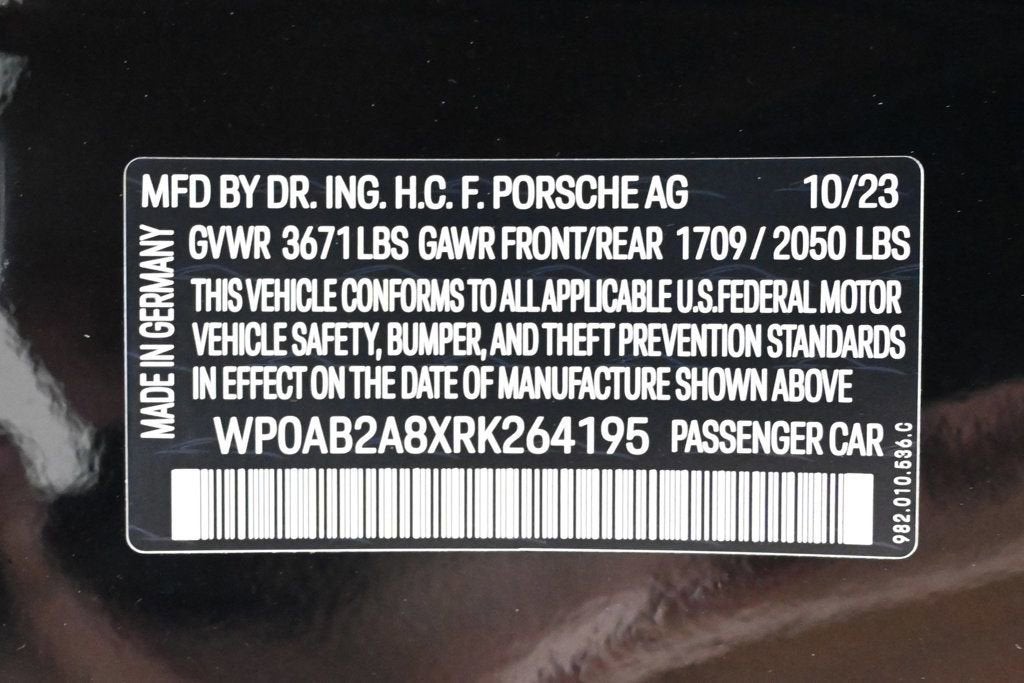 MFD BY DR. ING. H.C. F. PORSCHE AG 10/23
MADE IN GERMANY
GVWR 3671 LBS GAWR FRONT/REAR 1709 / 2050 LBS
THIS VEHICLE CONFORMS TO ALL APPLICABLE U.S.FEDERAL MOTOR
VEHICLE SAFETY, BUMPER, AND THEFT PREVENTION STANDARDS
IN EFFECT ON THE DATE OF MANUFACTURE SHOWN ABOVE
WP0AB2A8XRK264195 PASSENGER CAR
982.010.536.C